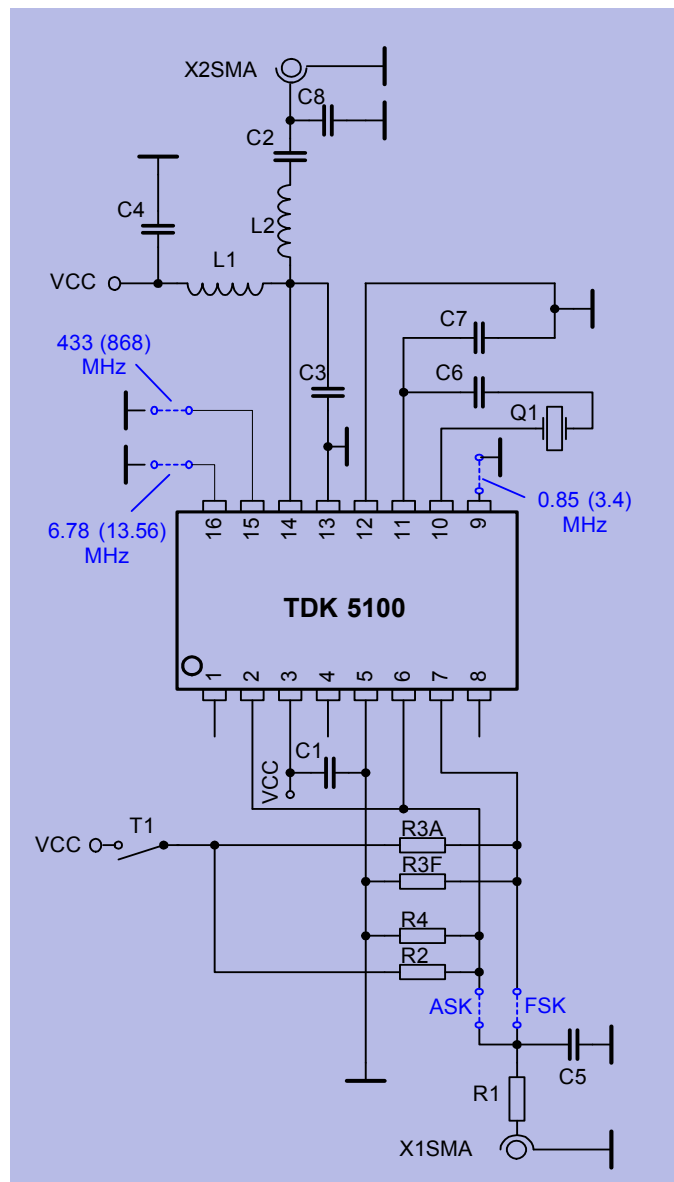 X2SMA
C8
C2
C4
L2
L1
VCC
433 (868)
MHz
C7
C3
C6
Q1
6.78 (13.56)
MHz
0.85 (3.4)
MHz
16 15 14 13 12 11 10 9
TDK 5100
1 2 3 4 5 6 7 8
C1
VCC
VCC
T1
R3A
R3F
R4
R2
ASK
FSK
C5
R1
X1SMA